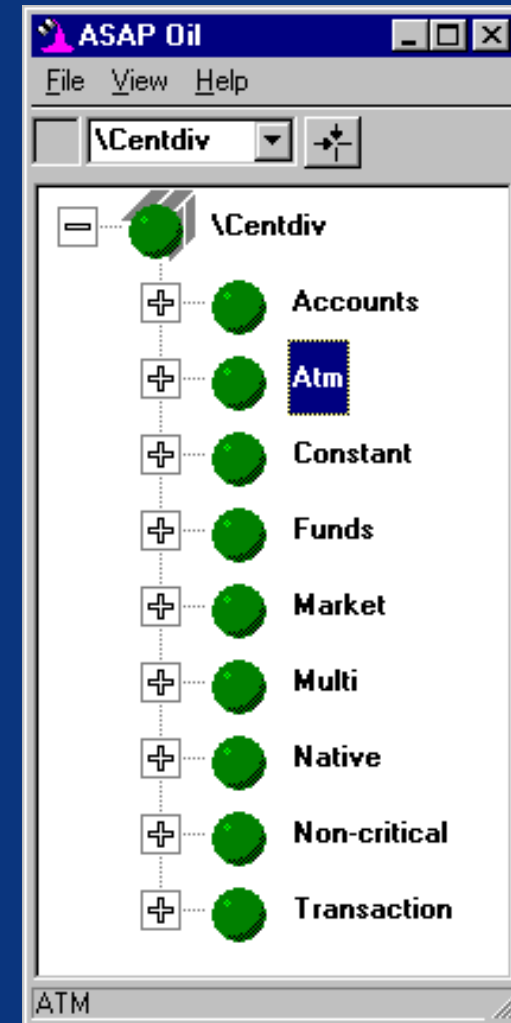 ASAP Oil
File View Help
\Centdiv
\Centdiv
Accounts
Atm
Constant
Funds
Market
Multi
Native
Non-critical
Transaction
ATM